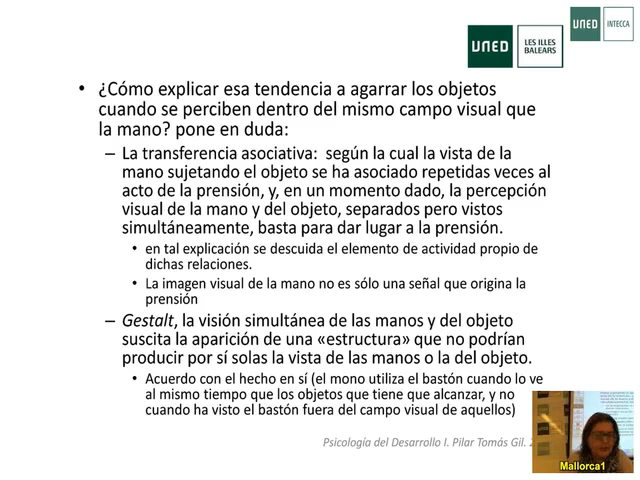 UNED
INTECCA
UNED
LES ILLES
BALEARS
• ¿Cómo explicar esa tendencia a agarrar los objetos
cuando se perciben dentro del mismo campo visual que
la mano? pone en duda:
– La transferencia asociativa: según la cual la vista de la
mano sujetando el objeto se ha asociado repetidas veces al
acto de la prensión, y, en un momento dado, la percepción
visual de la mano y del objeto, separados pero vistos
simultáneamente, basta para dar lugar a la prensión.
• en tal explicación se descuida el elemento de actividad propio de
dichas relaciones.
• La imagen visual de la mano no es sólo una señal que origina la
prensión
– Gestalt, la visión simultánea de las manos y del objeto
suscita la aparición de una «estructura» que no podrían
producir por sí solas la vista de las manos o la del objeto.
• Acuerdo con el hecho en sí (el mono utiliza el bastón cuando lo ve
al mismo tiempo que los objetos que tiene que alcanzar, y no
cuando ha visto el bastón fuera del campo visual de aquellos)
Psicología del Desarrollo I. Pilar Tomás Gil.
Mallorca1